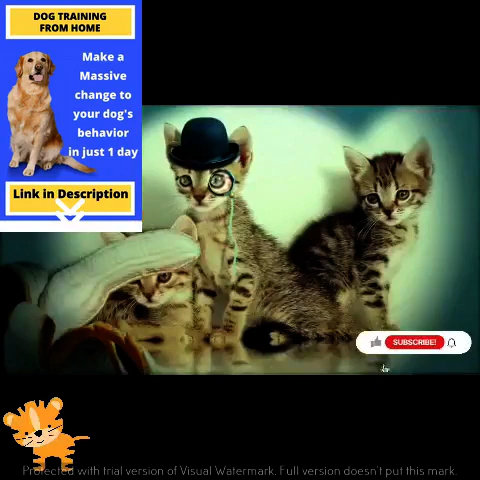 DOG TRAINING
FROM HOME
Make a
Massive
change to
your dog's
behavior
in just 1 day
Link in Description
SUBSCRIBE!
Protected with trial version of Visual Watermark. Full version doesn't put this mark.